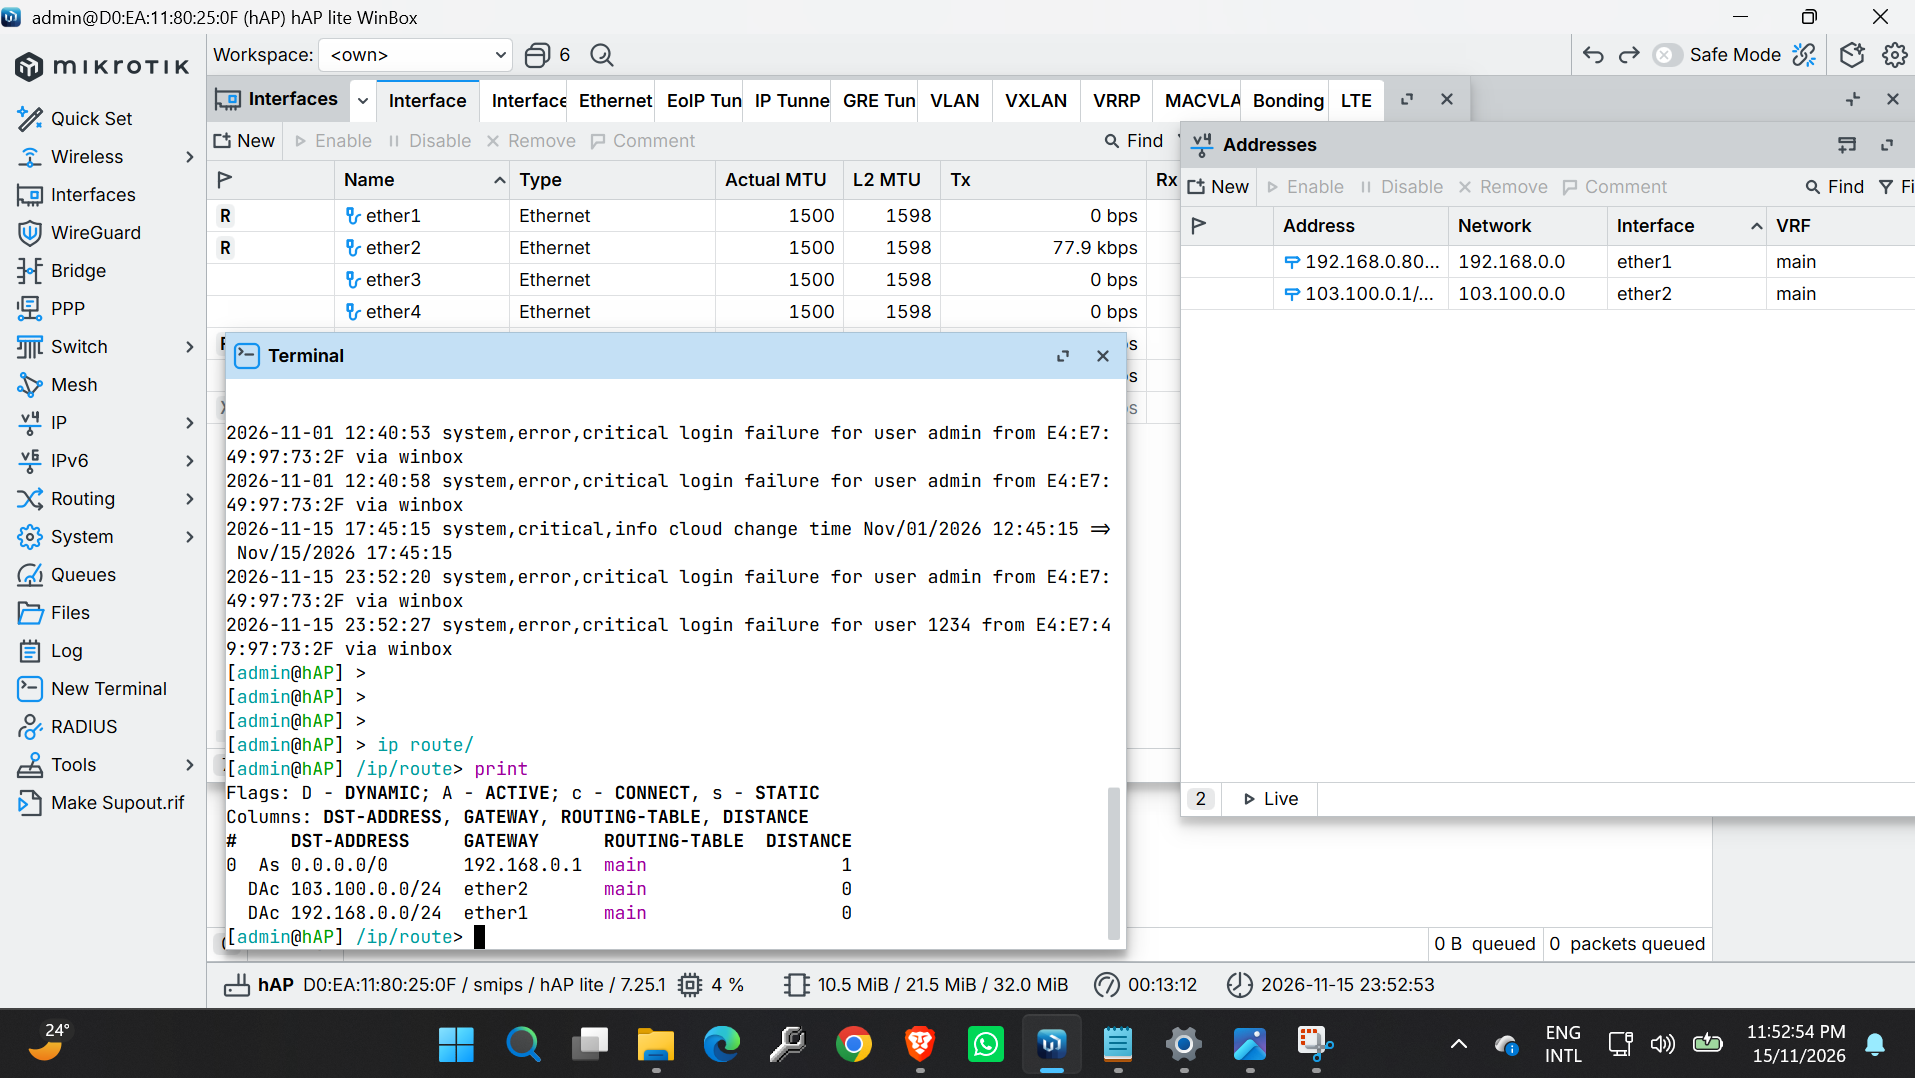 admin@D0:EA:11:80:25:0F (hAP) hAP lite WinBox
MIKROTIK
Workspace: <own> 6
Safe Mode
Quick Set
Wireless
Interfaces
WireGuard
Bridge
PPP
Switch
Mesh
IP
IPv6
Routing
System
Queues
Files
Log
New Terminal
RADIUS
Tools
Make Supout.rif
Interfaces Interface Interface Ethernet EoIP Tun IP Tunne GRE Tun VLAN VXLAN VRRP MACVLA Bonding LTE
New Enable Disable Remove Comment Find
Name Type Actual MTU L2 MTU Tx Rx
R ether1 Ethernet 1500 1598 0 bps
R ether2 Ethernet 1500 1598 77.9 kbps
ether3 Ethernet 1500 1598 0 bps
ether4 Ethernet 1500 1598 0 bps
Addresses
New Enable Disable Remove Comment Find Fi
Address Network Interface VRF
192.168.0.80... 192.168.0.0 ether1 main
103.100.0.1/... 103.100.0.0 ether2 main
2 Live
Terminal
2026-11-01 12:40:53 system,error,critical login failure for user admin from E4:E7:
49:97:73:2F via winbox
2026-11-01 12:40:58 system,error,critical login failure for user admin from E4:E7:
49:97:73:2F via winbox
2026-11-15 17:45:15 system,critical,info cloud change time Nov/01/2026 12:45:15 =>
Nov/15/2026 17:45:15
2026-11-15 23:52:20 system,error,critical login failure for user admin from E4:E7:
49:97:73:2F via winbox
2026-11-15 23:52:27 system,error,critical login failure for user 1234 from E4:E7:4
9:97:73:2F via winbox
[admin@hAP] >
[admin@hAP] >
[admin@hAP] >
[admin@hAP] > ip route/
[admin@hAP] /ip/route> print
Flags: D - DYNAMIC; A - ACTIVE; c - CONNECT, s - STATIC
Columns: DST-ADDRESS, GATEWAY, ROUTING-TABLE, DISTANCE
# DST-ADDRESS GATEWAY ROUTING-TABLE DISTANCE
0 As 0.0.0.0/0 192.168.0.1 main 1
DAc 103.100.0.0/24 ether2 main 0
DAc 192.168.0.0/24 ether1 main 0
[admin@hAP] /ip/route>
0 B queued 0 packets queued
hAP D0:EA:11:80:25:0F / smips / hAP lite / 7.25.1 4 % 10.5 MiB / 21.5 MiB / 32.0 MiB 00:13:12 2026-11-15 23:52:53
24°
ENG
INTL
11:52:54 PM
15/11/2026